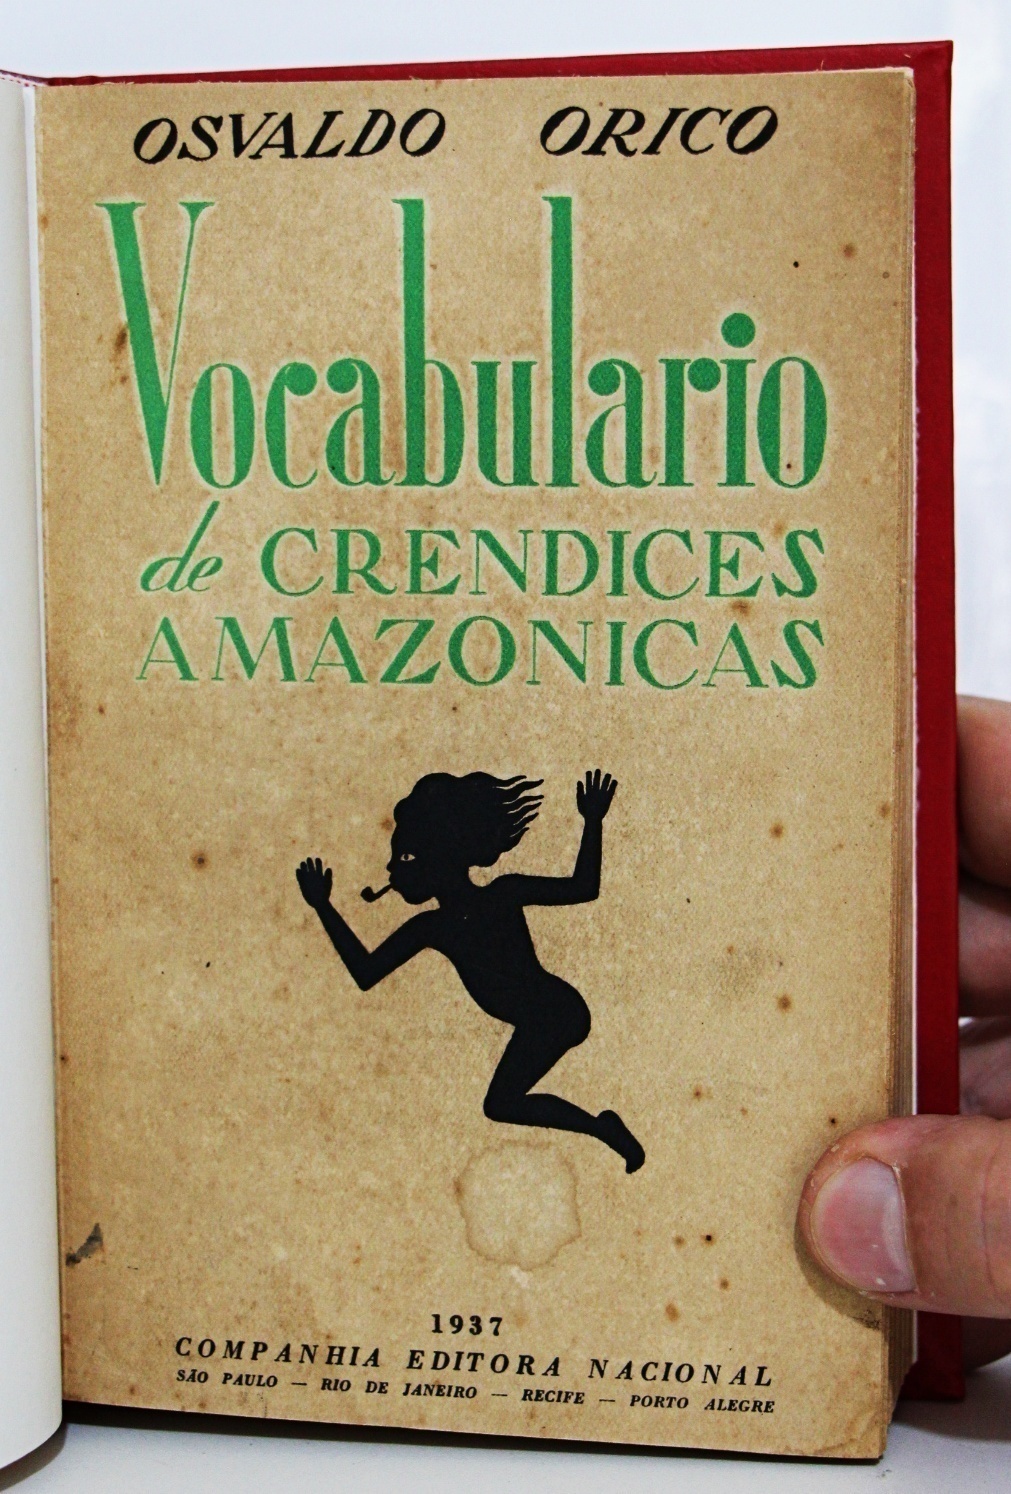 OSVALDO ORICO
Vocabulario
de CRENDICES
AMAZONICAS
1937
COMPANHIA EDITORA NACIONAL
SÃO PAULO — RIO DE JANEIRO — RECIFE — PORTO ALEGRE